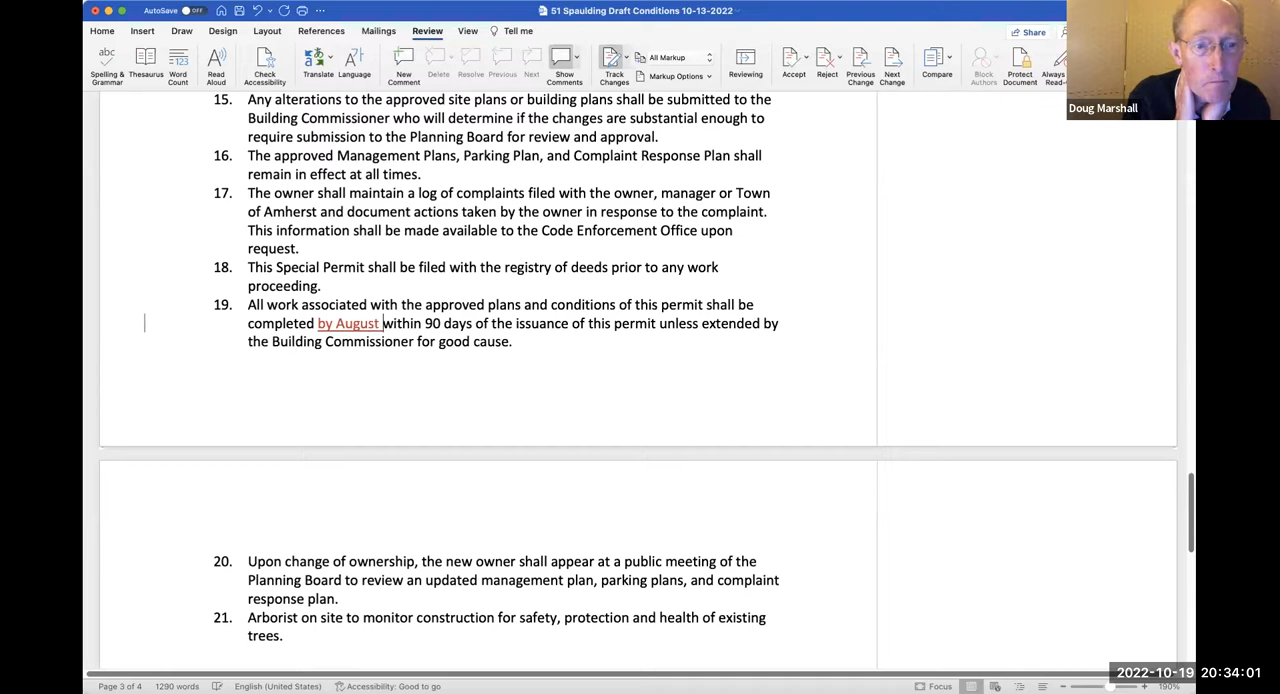 AutoSave OFF
51 Spaulding Draft Conditions 10-13-2022
Home Insert Draw Design Layout References Mailings Review View Tell me
Share
abc
Spelling & Grammar
Thesaurus
123
Word Count
Read Aloud
Check Accessibility
Translate
Language
New Comment
Delete
Resolve
Previous
Next
Show Comments
Track Changes
All Markup
Markup Options
Reviewing
Accept
Reject
Previous Change
Next Change
Compare
Block Authors
Protect Document
Always
Read-
Doug Marshall
15. Any alterations to the approved site plans or building plans shall be submitted to the
Building Commissioner who will determine if the changes are substantial enough to
require submission to the Planning Board for review and approval.
16. The approved Management Plans, Parking Plan, and Complaint Response Plan shall
remain in effect at all times.
17. The owner shall maintain a log of complaints filed with the owner, manager or Town
of Amherst and document actions taken by the owner in response to the complaint.
This information shall be made available to the Code Enforcement Office upon
request.
18. This Special Permit shall be filed with the registry of deeds prior to any work
proceeding.
19. All work associated with the approved plans and conditions of this permit shall be
completed by August within 90 days of the issuance of this permit unless extended by
the Building Commissioner for good cause.
20. Upon change of ownership, the new owner shall appear at a public meeting of the
Planning Board to review an updated management plan, parking plans, and complaint
response plan.
21. Arborist on site to monitor construction for safety, protection and health of existing
trees.
Page 3 of 4 1290 words English (United States) Accessibility: Good to go
Focus
190%
2022-10-19 20:34:01